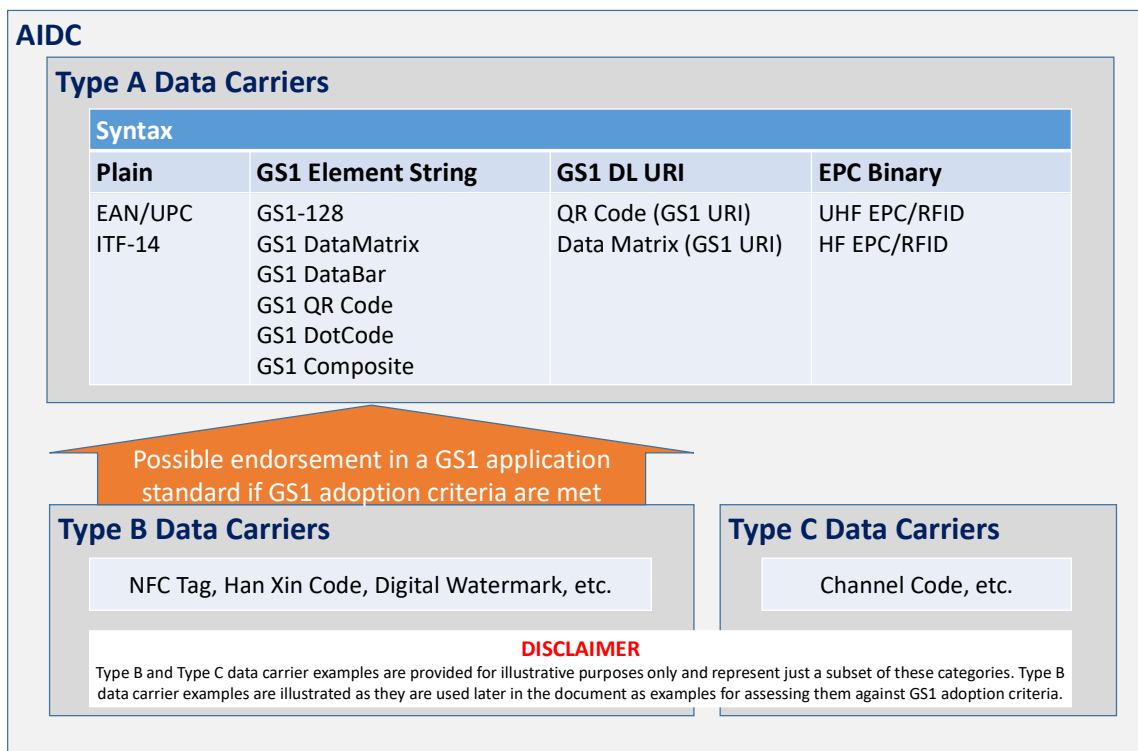 AIDC
Type A Data Carriers
Syntax
Plain GS1 Element String GS1 DL URI EPC Binary
EAN/UPC GS1-128 QR Code (GS1 URI) UHF EPC/RFID
ITF-14 GS1 DataMatrix Data Matrix (GS1 URI) HF EPC/RFID
GS1 DataBar
GS1 QR Code
GS1 DotCode
GS1 Composite
Possible endorsement in a GS1 application
standard if GS1 adoption criteria are met
Type B Data Carriers Type C Data Carriers
NFC Tag, Han Xin Code, Digital Watermark, etc. Channel Code, etc.
DISCLAIMER
Type B and Type C data carrier examples are provided for illustrative purposes only and represent just a subset of these categories. Type B
data carrier examples are illustrated as they are used later in the document as examples for assessing them against GS1 adoption criteria.